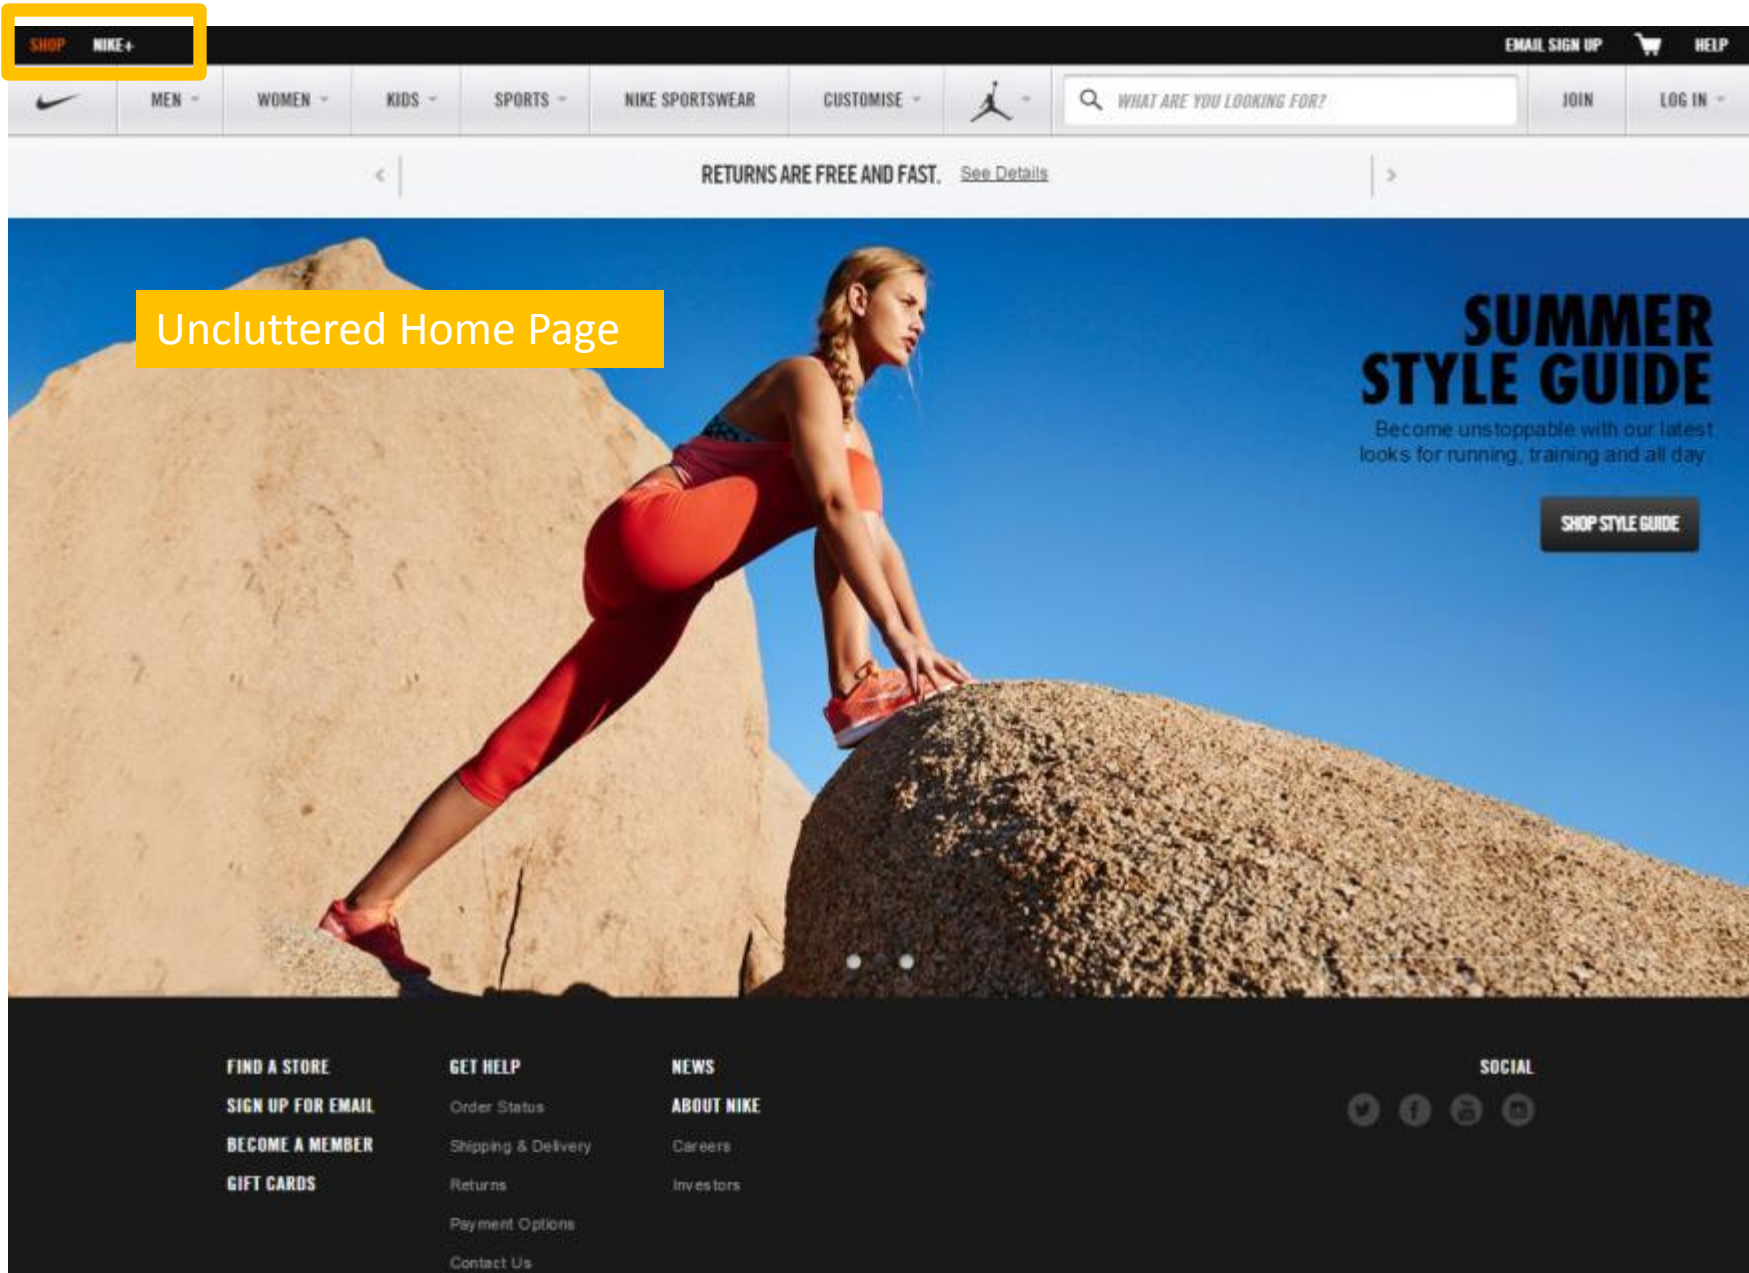 SHOP NIKE+
EMAIL SIGN UP HELP
MEN WOMEN KIDS SPORTS NIKE SPORTSWEAR CUSTOMISE WHAT ARE YOU LOOKING FOR? JOIN LOG IN
RETURNS ARE FREE AND FAST. See Details
Uncluttered Home Page
SUMMER
STYLE GUIDE
Become unstoppable with our latest
looks for running, training and all day.
SHOP STYLE GUIDE
FIND A STORE
SIGN UP FOR EMAIL
BECOME A MEMBER
GIFT CARDS
GET HELP
Order Status
Shipping & Delivery
Returns
Payment Options
Contact Us
NEWS
ABOUT NIKE
Careers
Investors
SOCIAL